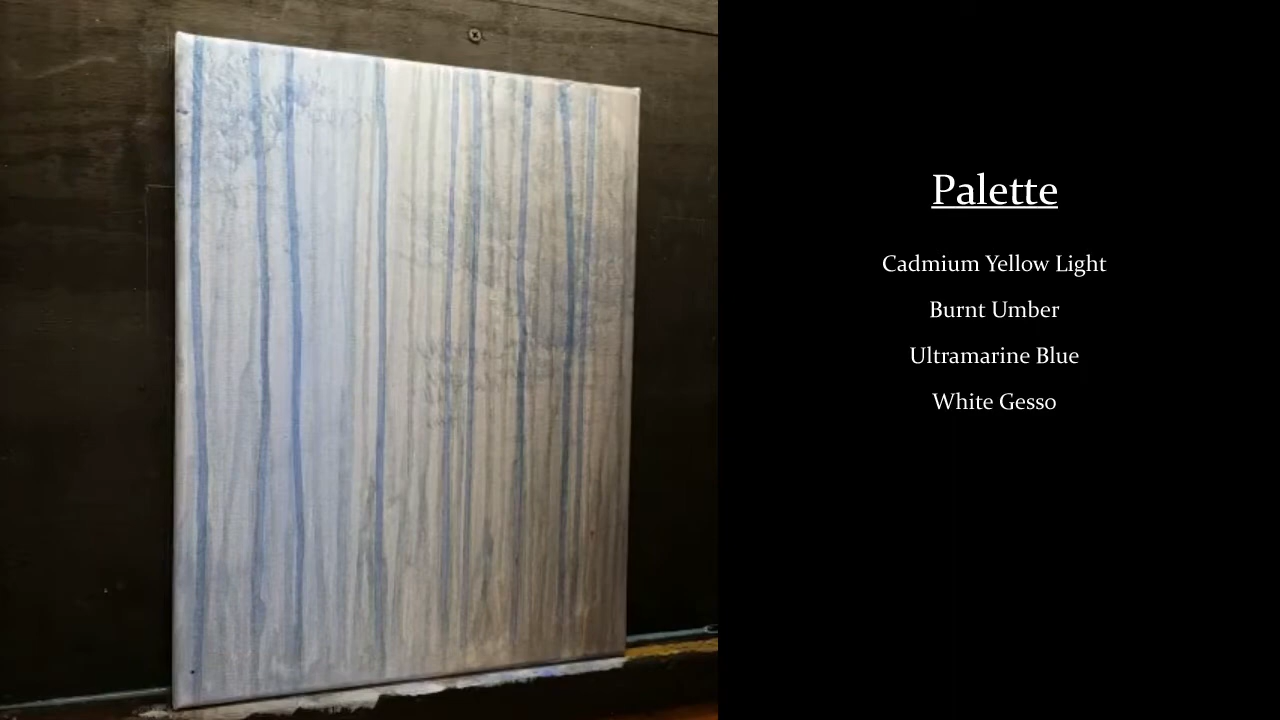 Palette
Cadmium Yellow Light
Burnt Umber
Ultramarine Blue
White Gesso